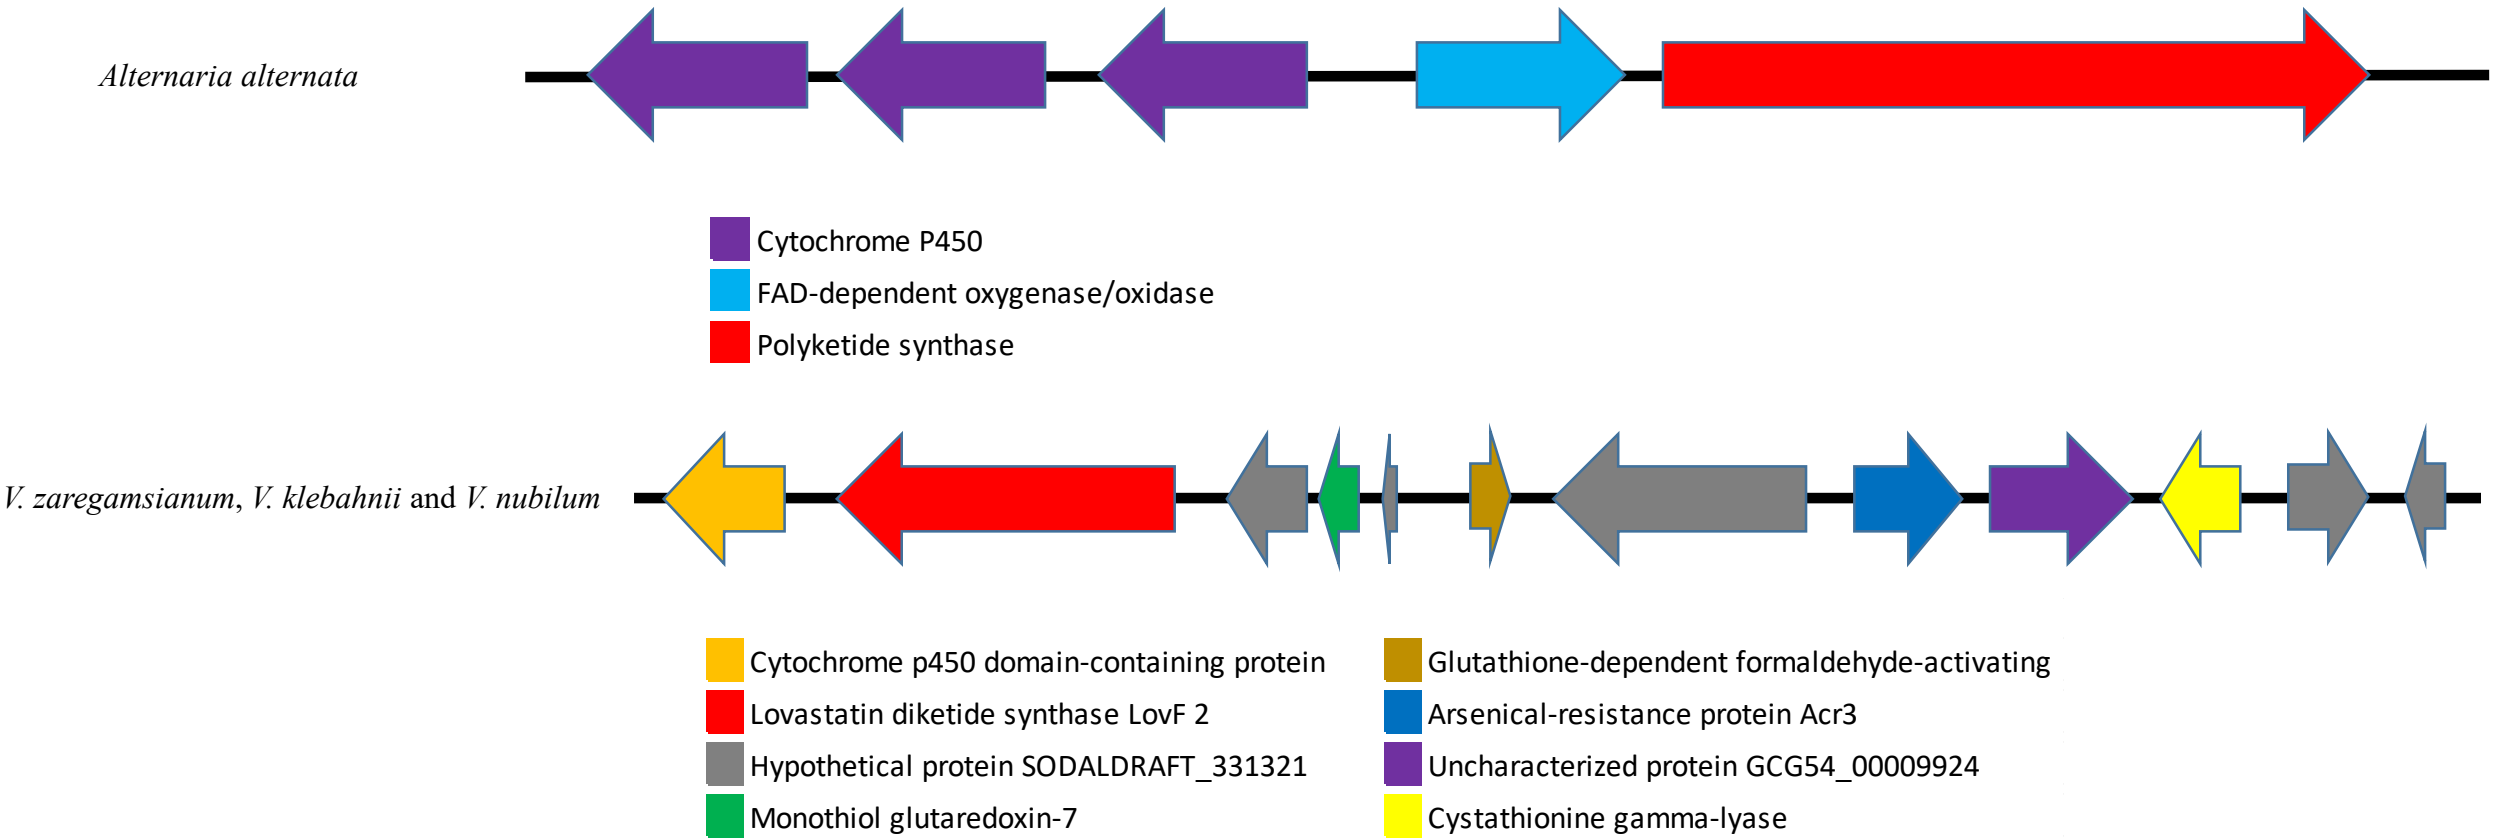 Alternaria alternata
Cytochrome P450
FAD-dependent oxygenase/oxidase
Polyketide synthase
V. zaregamsianum, V. klebahnii and V. nubilum
Cytochrome p450 domain-containing protein
Lovastatin diketide synthase LovF 2
Hypothetical protein SODALDRAFT_331321
Monothiol glutaredoxin-7
Glutathione-dependent formaldehyde-activating
Arsenical-resistance protein Acr3
Uncharacterized protein GCG54_00009924
Cystathionine gamma-lyase